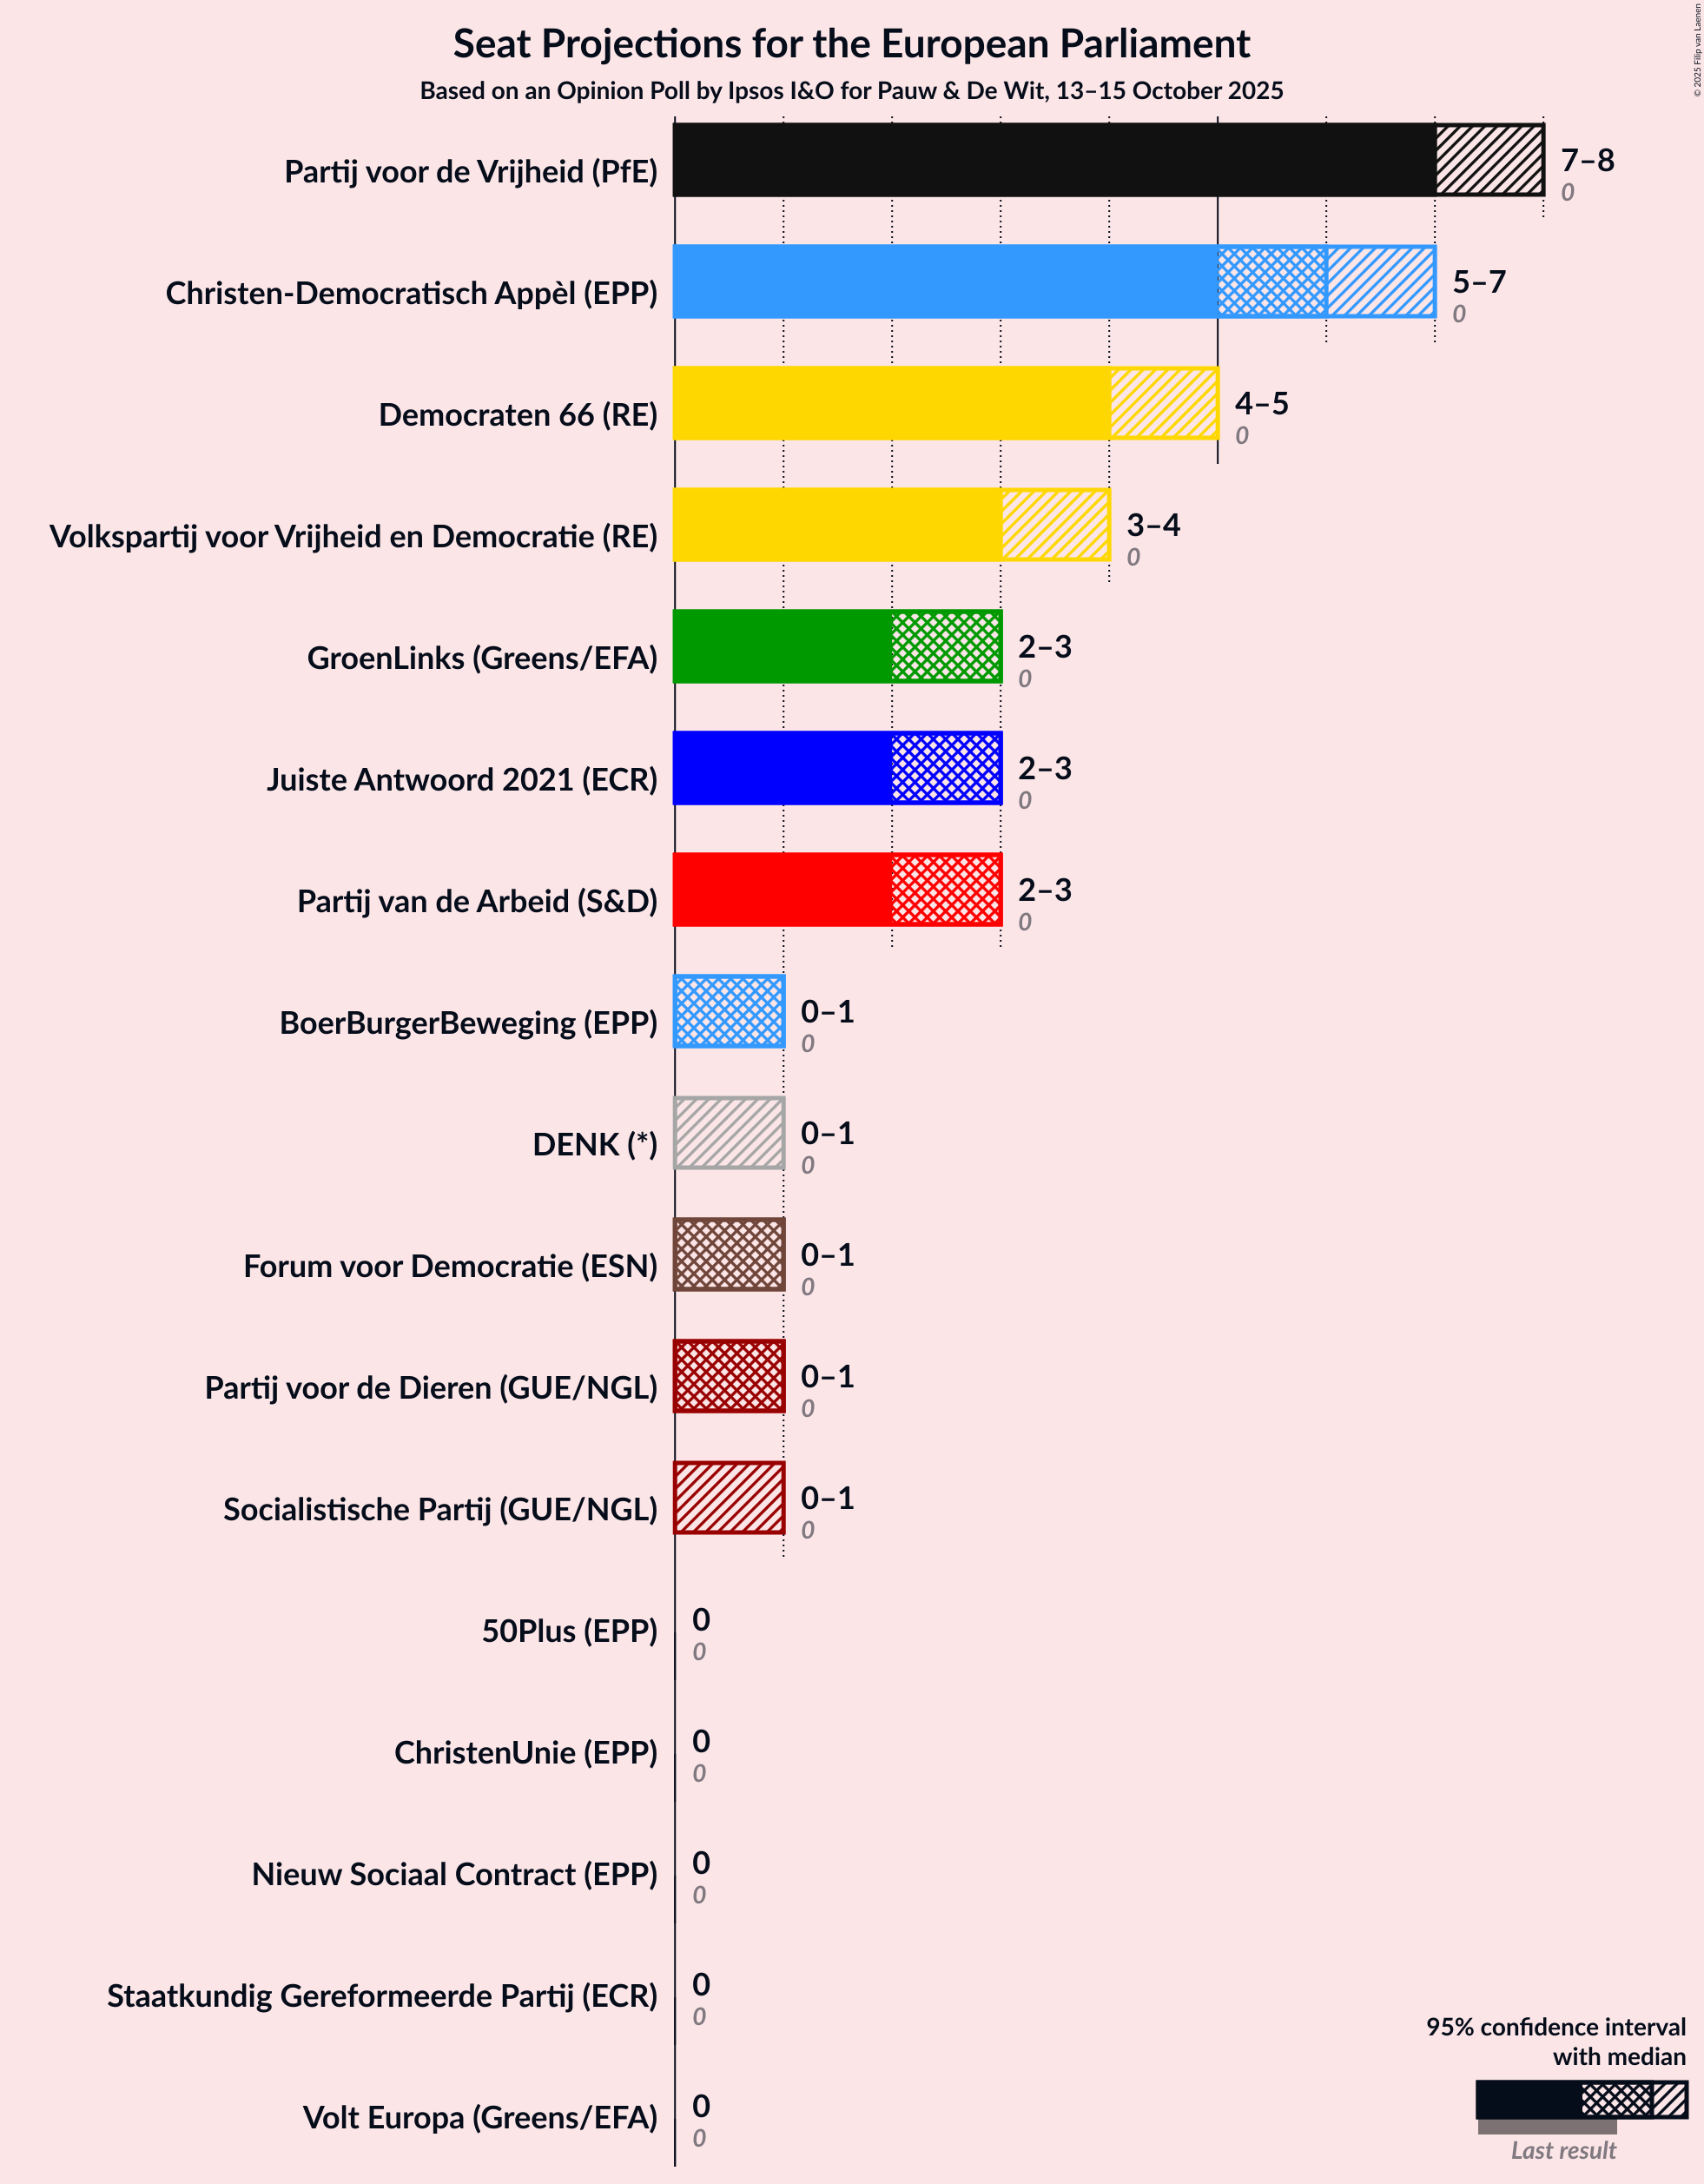 Seat Projections for the European Parliament
Based on an Opinion Poll by Ipsos I&O for Pauw & De Wit, 13–15 October 2025
© 2025 Filip van Laenen
Partij voor de Vrijheid (PfE)
7–8
0
Christen-Democratisch Appèl (EPP)
5–7
0
Democraten 66 (RE)
4–5
0
Volkspartij voor Vrijheid en Democratie (RE)
3–4
0
GroenLinks (Greens/EFA)
2–3
0
Juiste Antwoord 2021 (ECR)
2–3
0
Partij van de Arbeid (S&D)
2–3
0
BoerBurgerBeweging (EPP)
0–1
0
DENK (*)
0–1
0
Forum voor Democratie (ESN)
0–1
0
Partij voor de Dieren (GUE/NGL)
0–1
0
Socialistische Partij (GUE/NGL)
0–1
0
50Plus (EPP)
0
0
ChristenUnie (EPP)
0
0
Nieuw Sociaal Contract (EPP)
0
0
Staatkundig Gereformeerde Partij (ECR)
0
0
Volt Europa (Greens/EFA)
0
0
95% confidence interval
with median
Last result